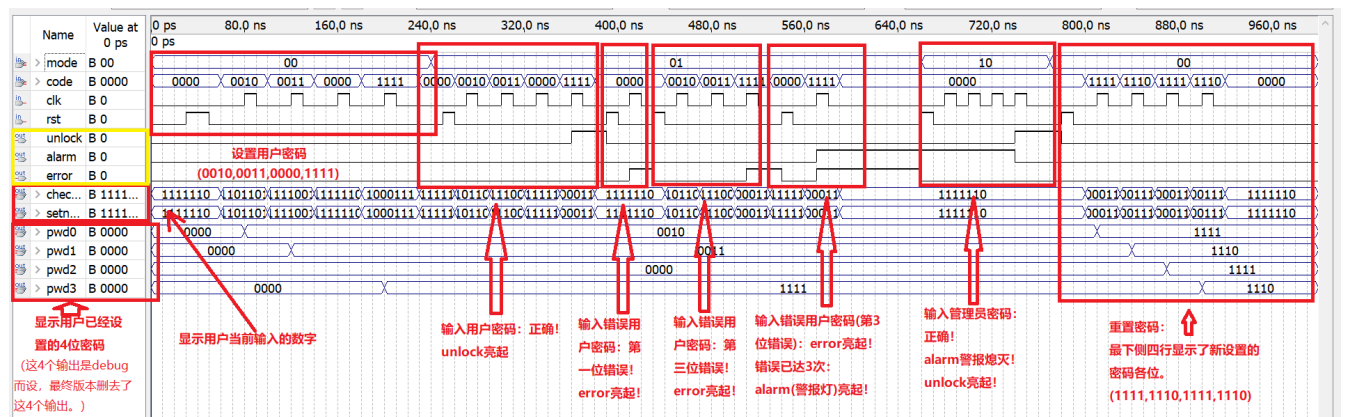 Name
Value at
0 ps
0 ps 80.0 ns 160.0 ns 240.0 ns 320.0 ns 400.0 ns 480.0 ns 560.0 ns 640.0 ns 720.0 ns 800.0 ns 880.0 ns 960.0 ns
0 ps
mode B 00 00 01 10 00
code B 0000 0000 0010 0011 0000 1111 0000 0010 0011 0000 1111 0000 0010 0011 1111 0000 1111 0000 1111 1110 1111 1110 0000
clk B 0
rst B 0
unlock B 0
alarm B 0
error B 0
chec... B 1111...
setn... B 1111...
pwd0 B 0000 0000 0010 1111
pwd1 B 0000 0000 0011 1110
pwd2 B 0000 0000 1111
pwd3 B 0000 0000 1111 1110
设置用户密码
(0010,0011,0000,1111)
显示用户已经设
置的4位密码
（这4个输出是debug
而设，最终版本删去了
这4个输出。）
显示用户当前输入的数字
输入用户密码：正确！
unlock亮起
输入错误用
户密码：第
一位错误！
error亮起！
输入错误用
户密码：第
三位错误！
error亮起！
输入错误用户密码(第3
位错误)：error亮起！
错误已达3次：
alarm(警报灯)亮起！
输入管理员密码：
正确！
alarm警报熄灭！
unlock亮起！
重置密码：
最下侧四行显示了新设置的
密码各位。
(1111,1110,1111,1110)